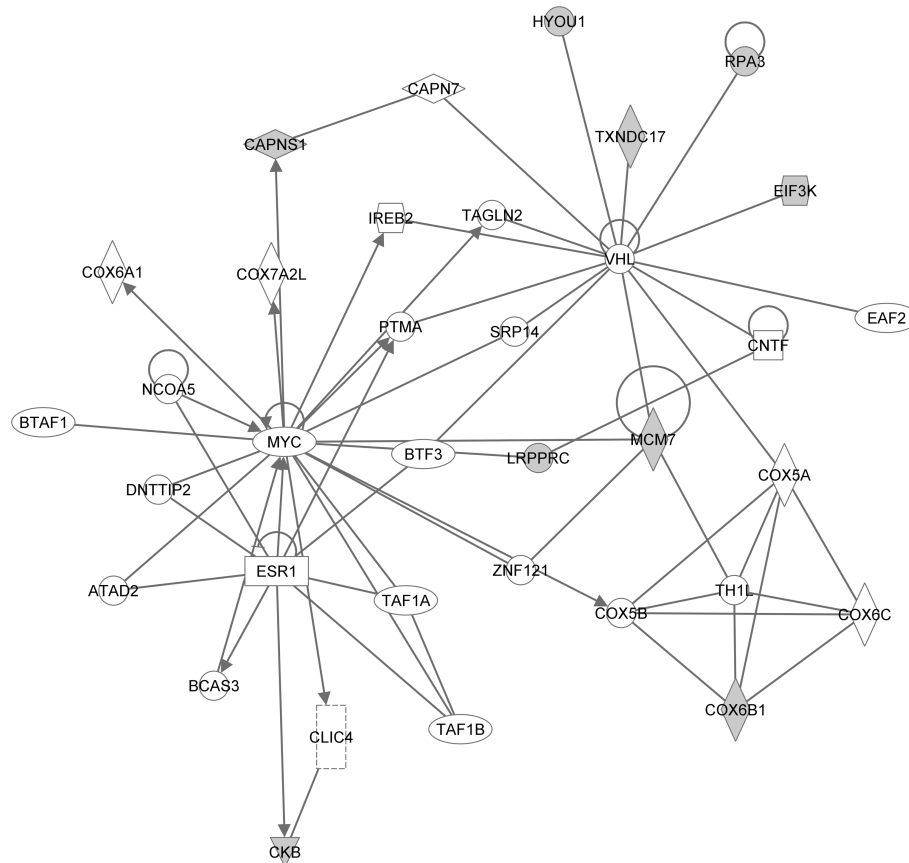 HYOU1
RPA3
CAPN7
TXNDC17
CAPNS1
EIF3K
IREB2
TAGLN2
VHL
COX6A1
COX7A2L
EAF2
PTMA
SRP14
CNTF
NCOA5
BTAF1
MYC
MCM7
BTF3
LRPPRC
COX5A
DNTTIP2
ESR1
ZNF121
ATAD2
TAF1A
TH1L
COX5B
COX6C
BCAS3
COX6B1
TAF1B
CLIC4
CKB